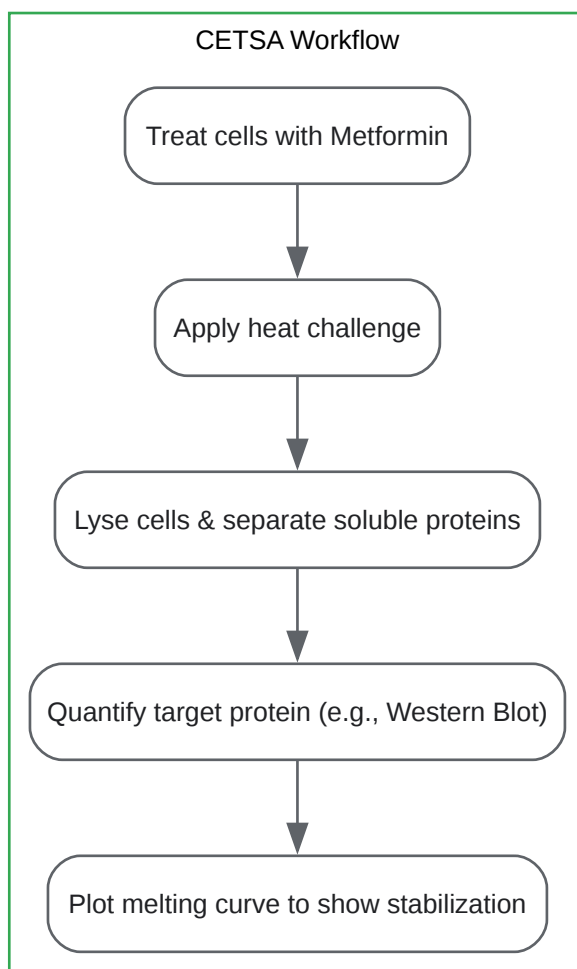 CETSA Workflow
Treat cells with Metformin
Apply heat challenge
Lyse cells & separate soluble proteins
Quantify target protein (e.g., Western Blot)
Plot melting curve to show stabilization